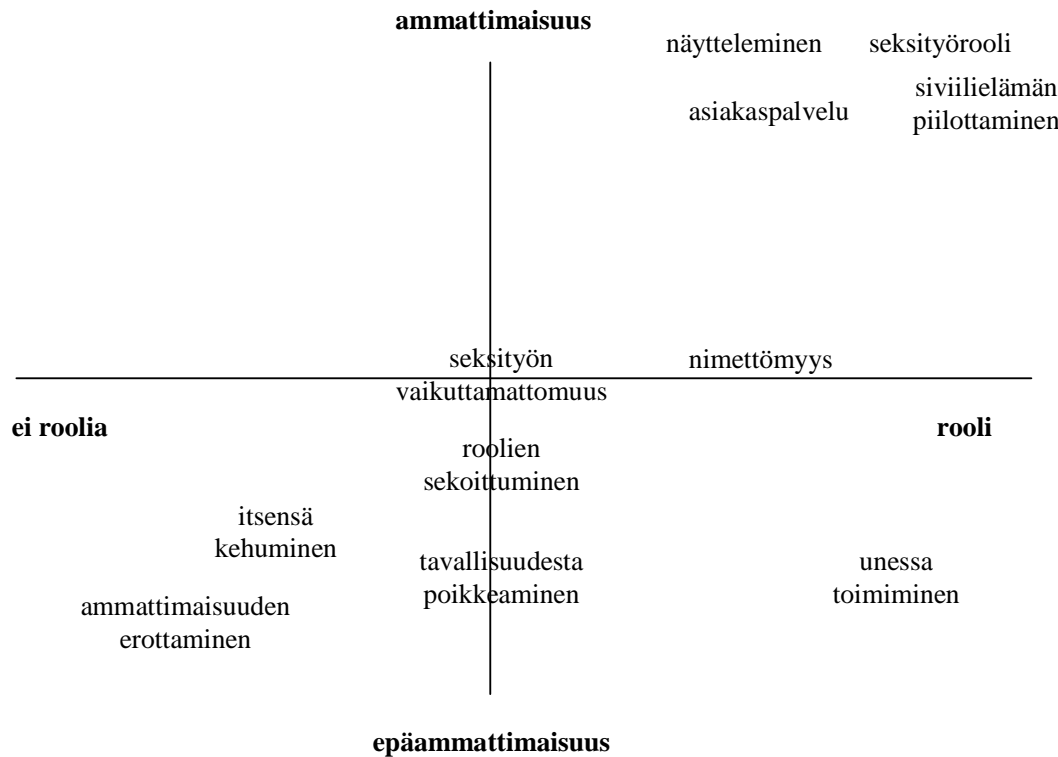 ammattimaisuus
näytteleminen
seksityörooli
siviilielämän
piilottaminen
asiakaspalvelu
seksityön
vaikuttamattomuus
nimettömyys
ei roolia
rooli
roolien
sekoittuminen
itsensä
kehuminen
tavallisuudesta
poikkeaminen
unessa
toimiminen
ammattimaisuuden
erottaminen
epäammattimaisuus